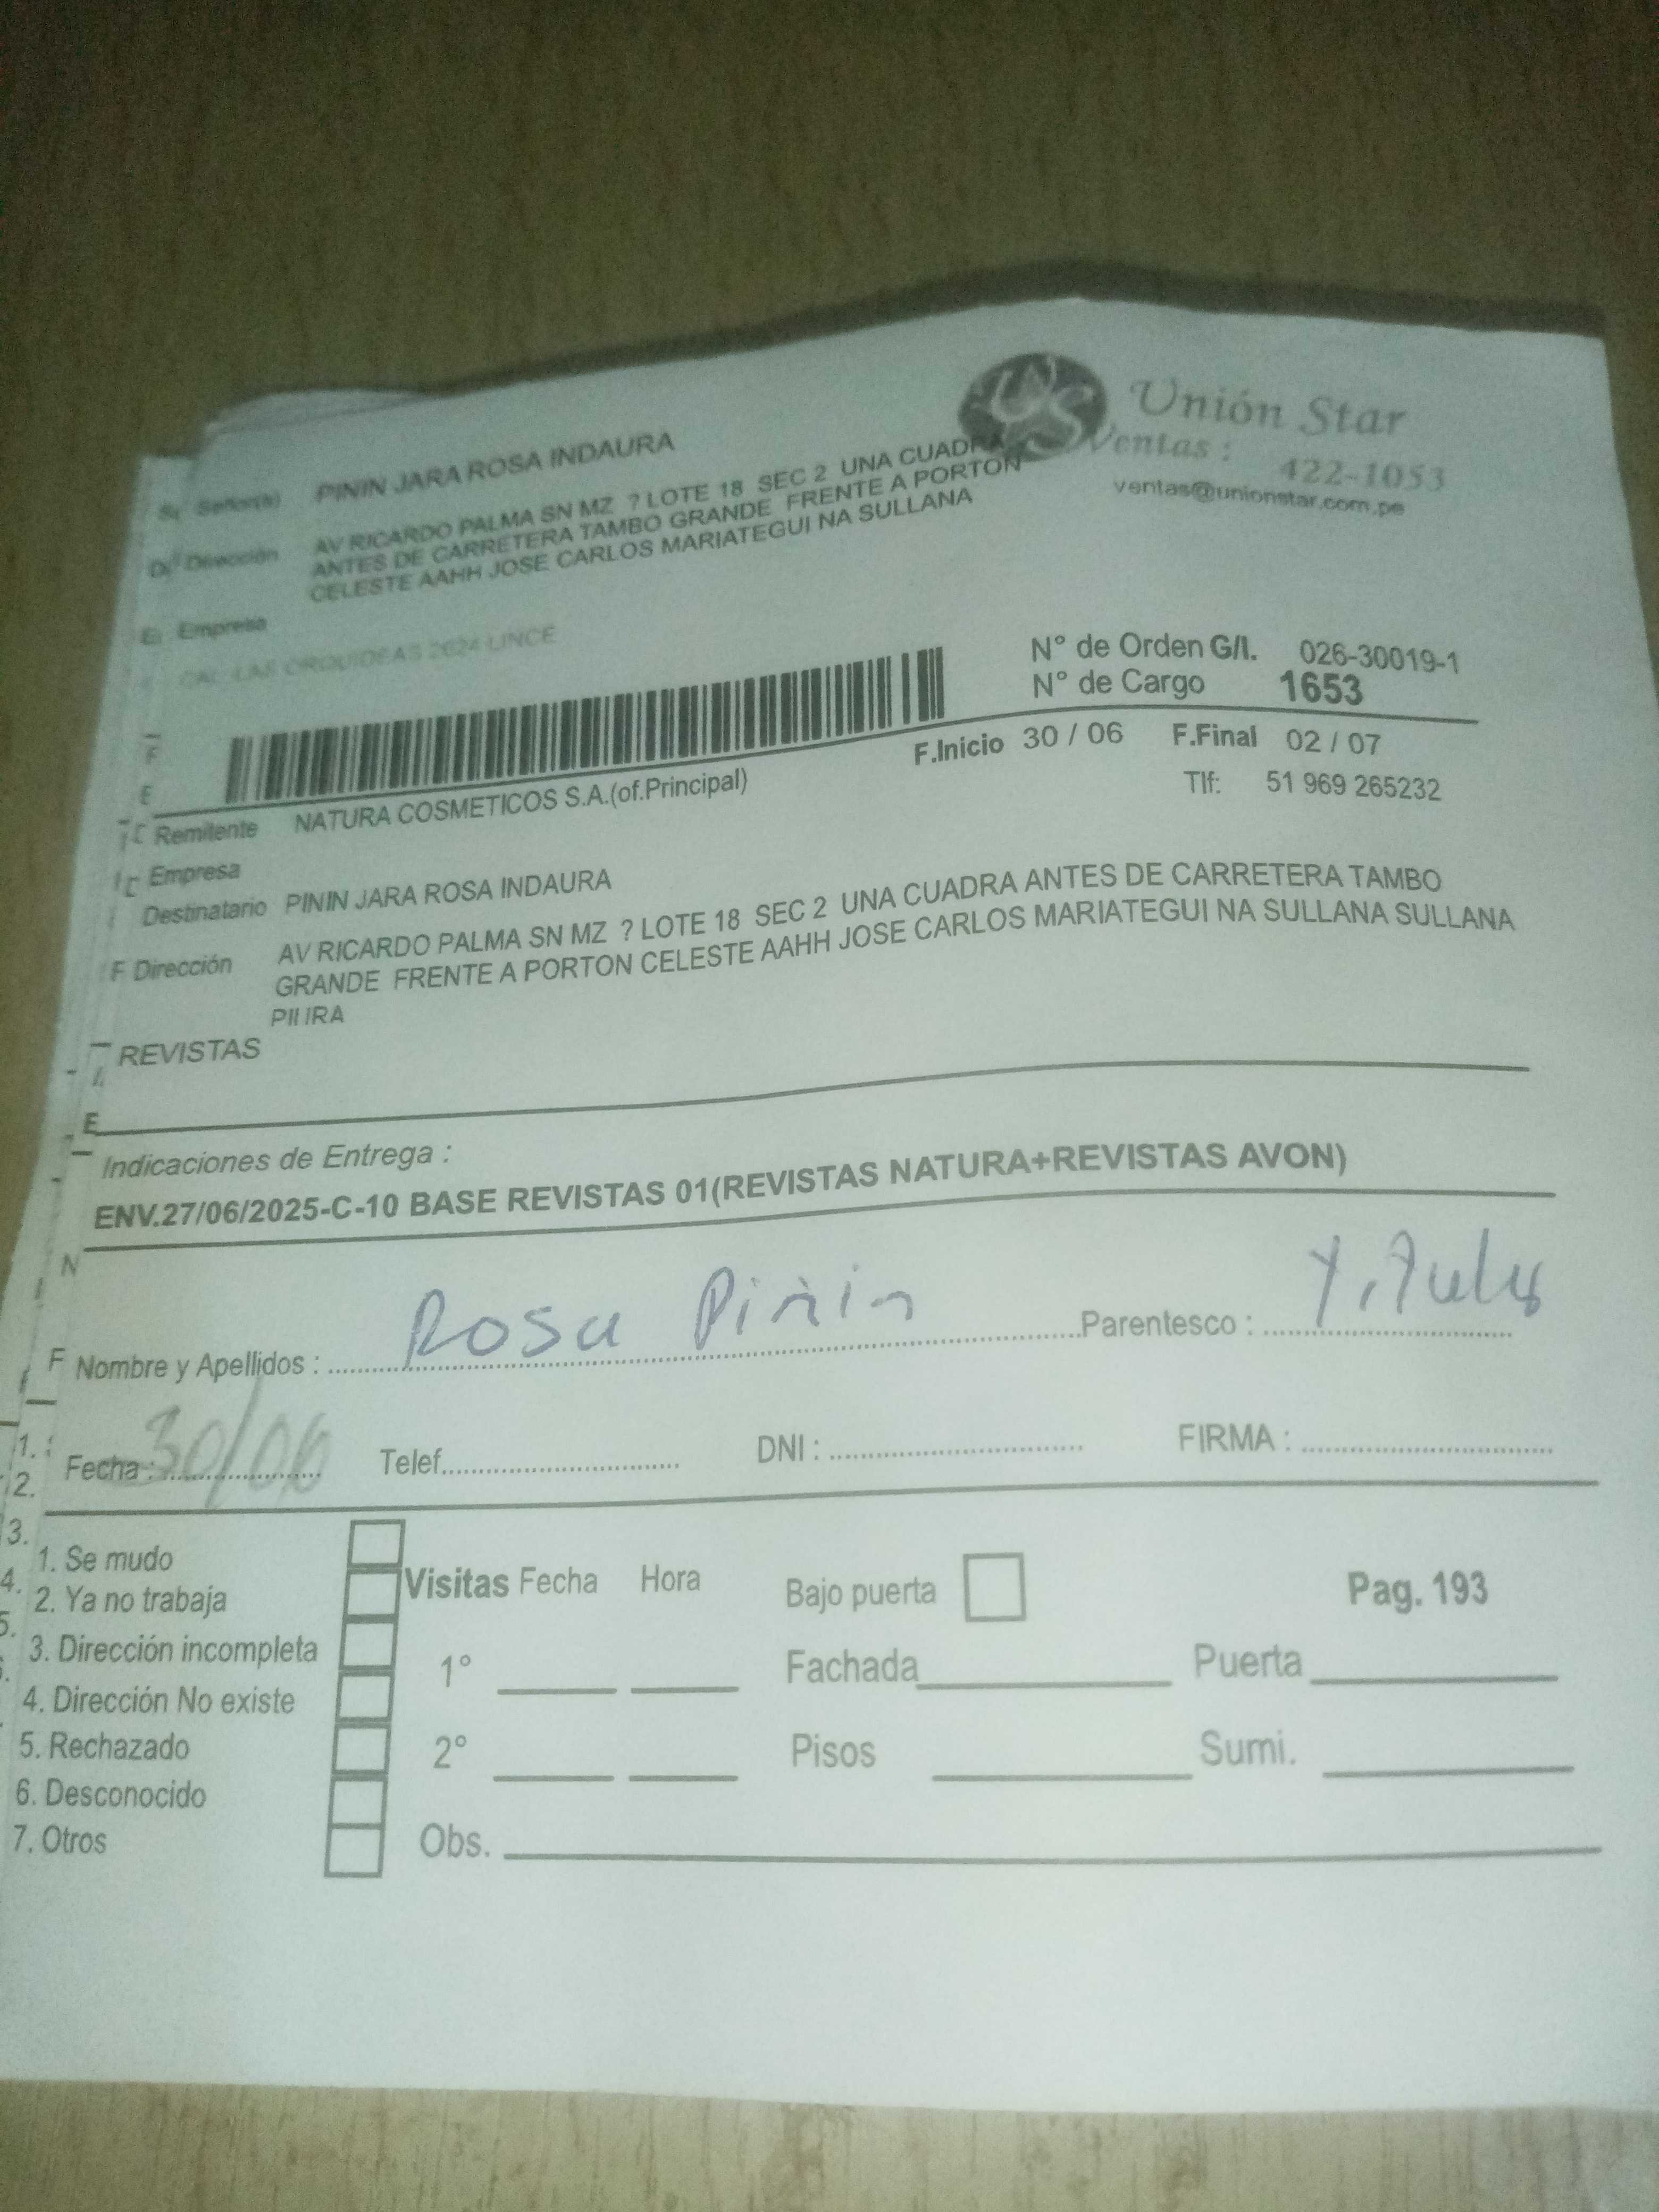 Unión Star
Ventas :
422-1053
ventas@unionstar.com.pe
Señor(a) PININ JARA ROSA INDAURA
Dirección AV RICARDO PALMA SN MZ ? LOTE 18 SEC 2 UNA CUADRA
ANTES DE CARRETERA TAMBO GRANDE FRENTE A PORTON
CELESTE AAHH JOSE CARLOS MARIATEGUI NA SULLANA
Empresa
CAL LAS ORQUIDEAS 2624 LINCE
N° de Orden G/I. 026-30019-1
N° de Cargo 1653
F.Inicio 30 / 06 F.Final 02 / 07
Remitente NATURA COSMETICOS S.A.(of.Principal) Tlf: 51 969 265232
Empresa
Destinatario PININ JARA ROSA INDAURA
Dirección AV RICARDO PALMA SN MZ ? LOTE 18 SEC 2 UNA CUADRA ANTES DE CARRETERA TAMBO
GRANDE FRENTE A PORTON CELESTE AAHH JOSE CARLOS MARIATEGUI NA SULLANA SULLANA
PIURA
REVISTAS
Indicaciones de Entrega :
ENV.27/06/2025-C-10 BASE REVISTAS 01(REVISTAS NATURA+REVISTAS AVON)
Nombre y Apellidos : Rosa Piñin Parentesco :
Fecha : 30/06 Telef. DNI : FIRMA :
1. Se mudo
2. Ya no trabaja
3. Dirección incompleta
4. Dirección No existe
5. Rechazado
6. Desconocido
7. Otros
Visitas Fecha Hora Bajo puerta Pag. 193
1° Fachada Puerta
2° Pisos Sumi.
Obs.